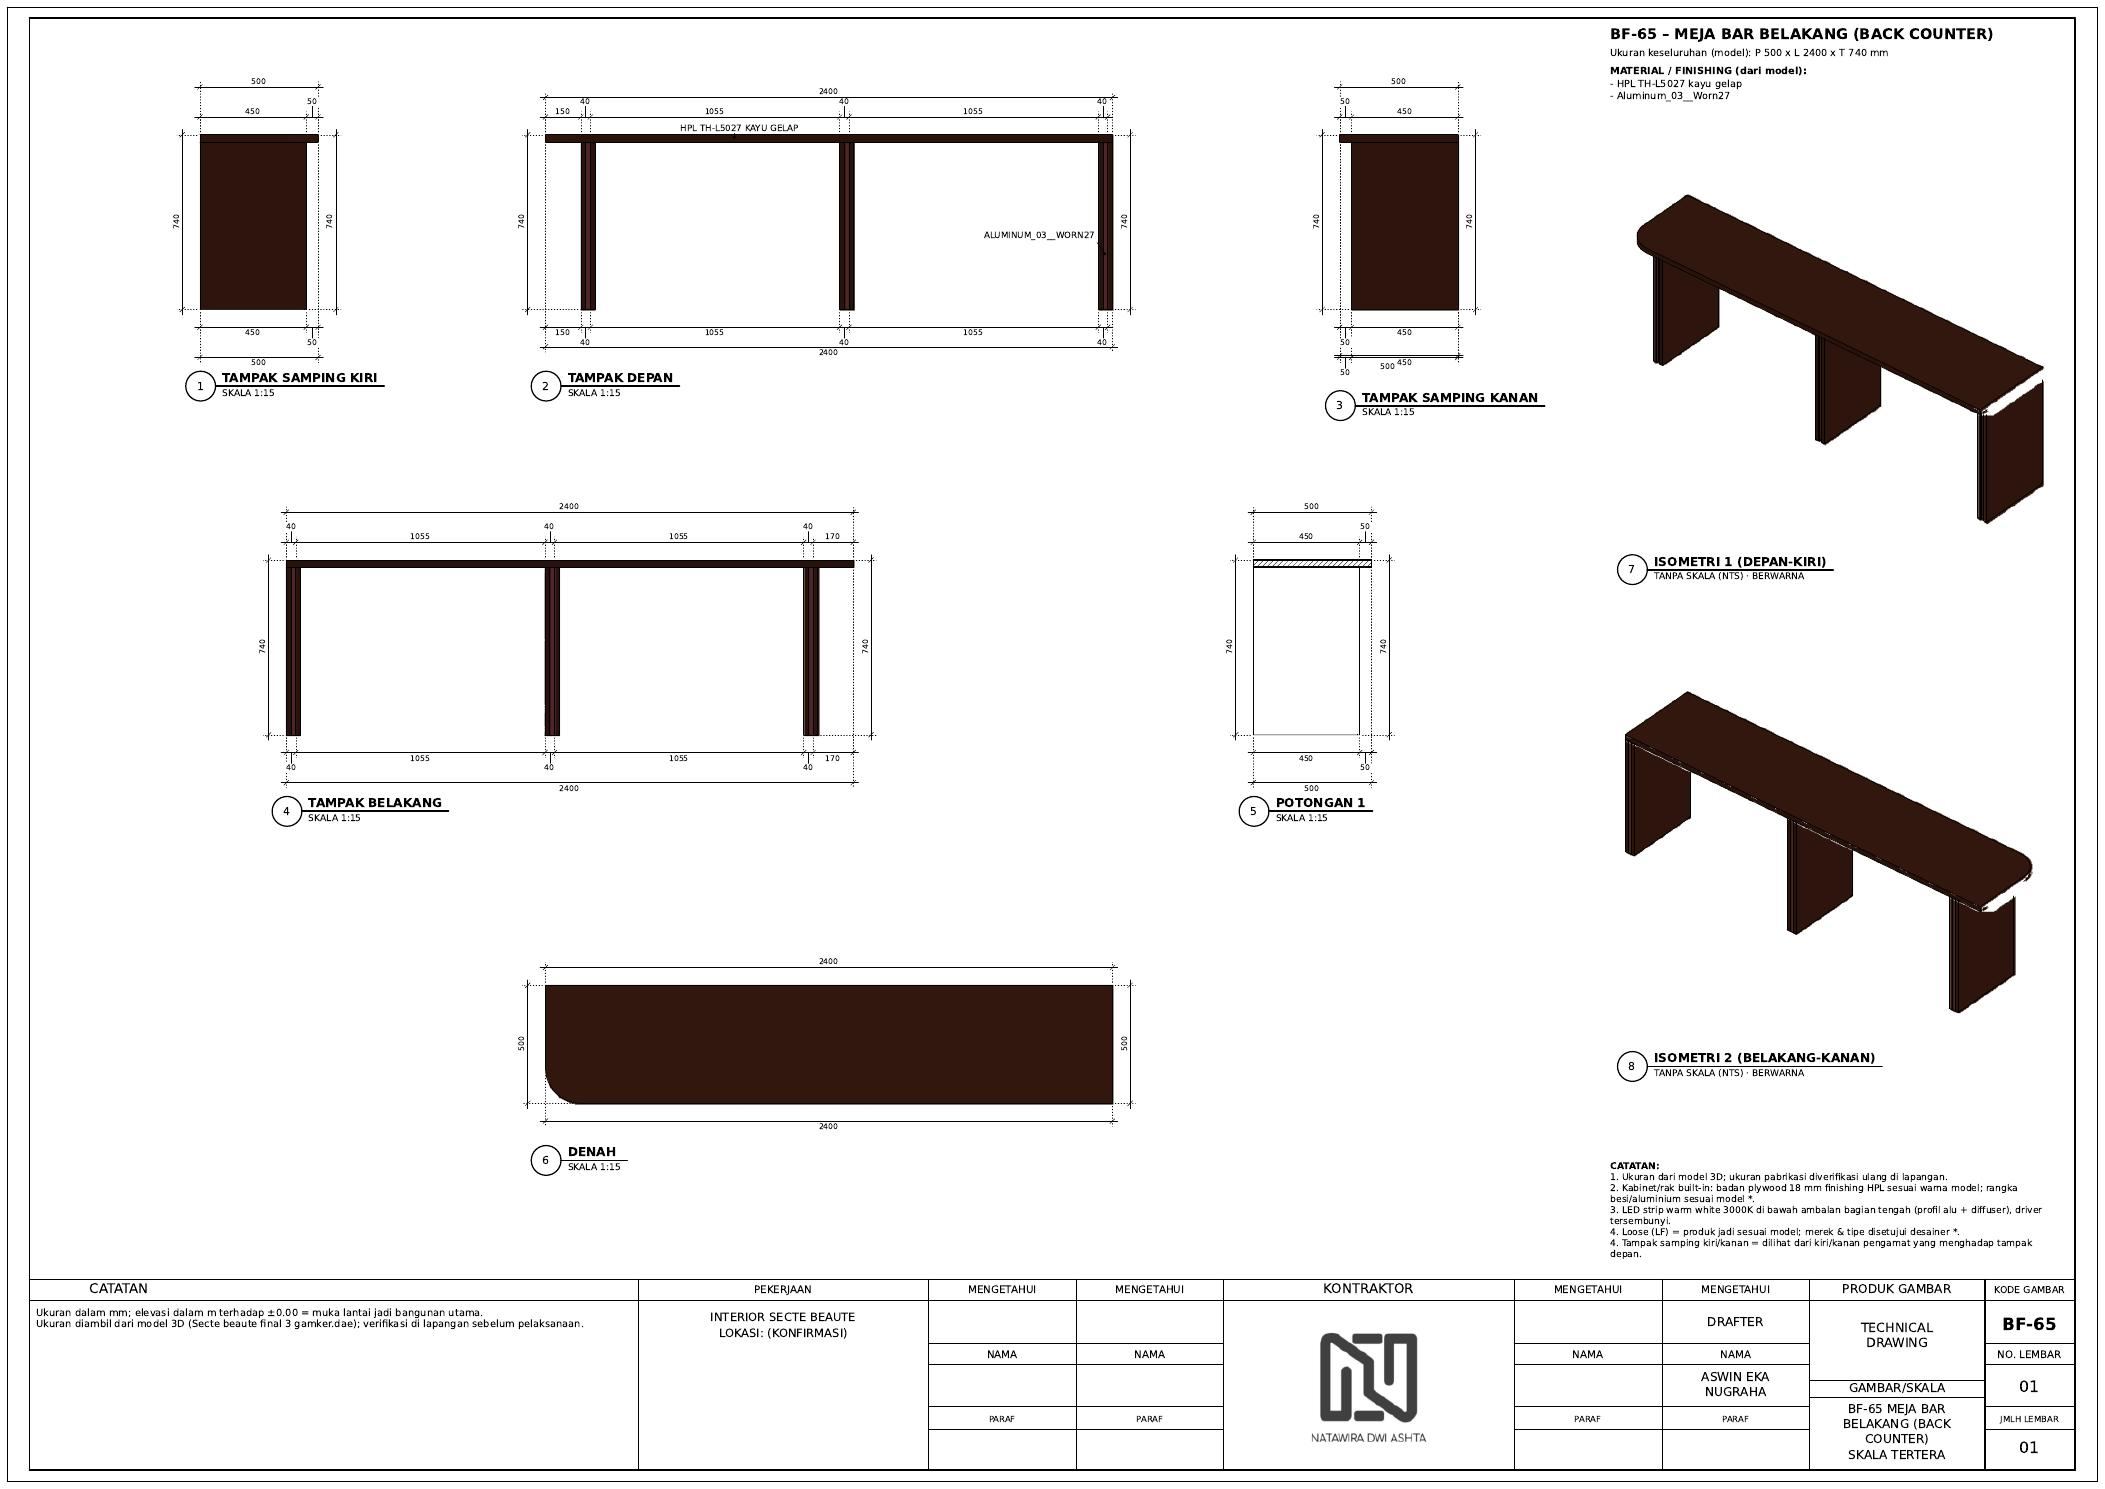 BF-65 – MEJA BAR BELAKANG (BACK COUNTER)
Ukuran keseluruhan (model): P 500 x L 2400 x T 740 mm
MATERIAL / FINISHING (dari model):
- HPL TH-L5027 kayu gelap
- Aluminum_03__Worn27
500
50
450
740
740
450
50
500
1 TAMPAK SAMPING KIRI
SKALA 1:15
2400
40 40 40
150 1055 1055
HPL TH-L5027 KAYU GELAP
740
740
ALUMINUM_03__WORN27
150 1055 1055
40 40 40
2400
2 TAMPAK DEPAN
SKALA 1:15
500
50
450
740
740
450
50
500 450
50
3 TAMPAK SAMPING KANAN
SKALA 1:15
2400
40 40 40
1055 1055 170
740
740
1055 1055 170
40 40 40
2400
4 TAMPAK BELAKANG
SKALA 1:15
500
50
450
740
740
450
50
500
5 POTONGAN 1
SKALA 1:15
7 ISOMETRI 1 (DEPAN-KIRI)
TANPA SKALA (NTS) · BERWARNA
2400
500
500
2400
6 DENAH
SKALA 1:15
8 ISOMETRI 2 (BELAKANG-KANAN)
TANPA SKALA (NTS) · BERWARNA
CATATAN:
1. Ukuran dari model 3D; ukuran pabrikasi diverifikasi ulang di lapangan.
2. Kabinet/rak built-in: badan plywood 18 mm finishing HPL sesuai warna model; rangka
besi/aluminium sesuai model *.
3. LED strip warm white 3000K di bawah ambalan bagian tengah (profil alu + diffuser), driver
tersembunyi.
4. Loose (LF) = produk jadi sesuai model; merek & tipe disetujui desainer *.
4. Tampak samping kiri/kanan = dilihat dari kiri/kanan pengamat yang menghadap tampak
depan.
CATATAN
Ukuran dalam mm; elevasi dalam m terhadap ±0.00 = muka lantai jadi bangunan utama.
Ukuran diambil dari model 3D (Secte beaute final 3 gamker.dae); verifikasi di lapangan sebelum pelaksanaan.
PEKERJAAN
INTERIOR SECTE BEAUTE
LOKASI: (KONFIRMASI)
MENGETAHUI
NAMA
PARAF
MENGETAHUI
NAMA
PARAF
KONTRAKTOR
NATAWIRA DWI ASHTA
MENGETAHUI
NAMA
PARAF
MENGETAHUI
DRAFTER
NAMA
ASWIN EKA
NUGRAHA
PARAF
PRODUK GAMBAR
TECHNICAL
DRAWING
GAMBAR/SKALA
BF-65 MEJA BAR
BELAKANG (BACK
COUNTER)
SKALA TERTERA
KODE GAMBAR
BF-65
NO. LEMBAR
01
JMLH LEMBAR
01